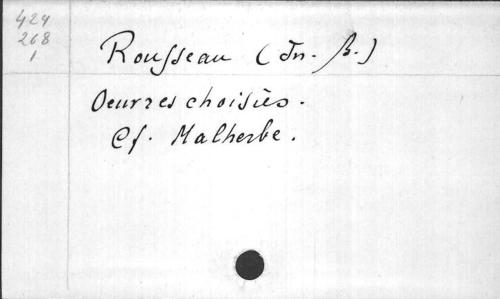 424
268
1
Rousseau (Jn. B.)
Oeuvres choisies.
Cf. Malherbe.